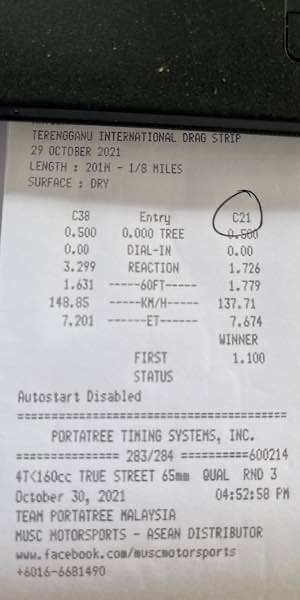 TERENGGANU INTERNATIONAL DRAG STRIP
29 OCTOBER 2021
LENGTH : 201M - 1/8 MILES
SURFACE : DRY
C38 Entry C21
0.500 0.000 TREE 0.500
0.00 DIAL-IN 0.00
3.299 REACTION 1.726
1.631 -----60FT----- 1.779
148.85 -----KM/H----- 137.71
7.201 ------ET------ 7.674
WINNER
FIRST 1.100
STATUS
Autostart Disabled
========================================
PORTATREE TIMING SYSTEMS, INC.
=============== 283/284 ==========600214
4T<160cc TRUE STREET 65mm QUAL RND 3
October 30, 2021 04:52:58 PM
TEAM PORTATREE MALAYSIA
MUSC MOTORSPORTS - ASEAN DISTRIBUTOR
www.facebook.com/muscmotorsports
+6016-6681490